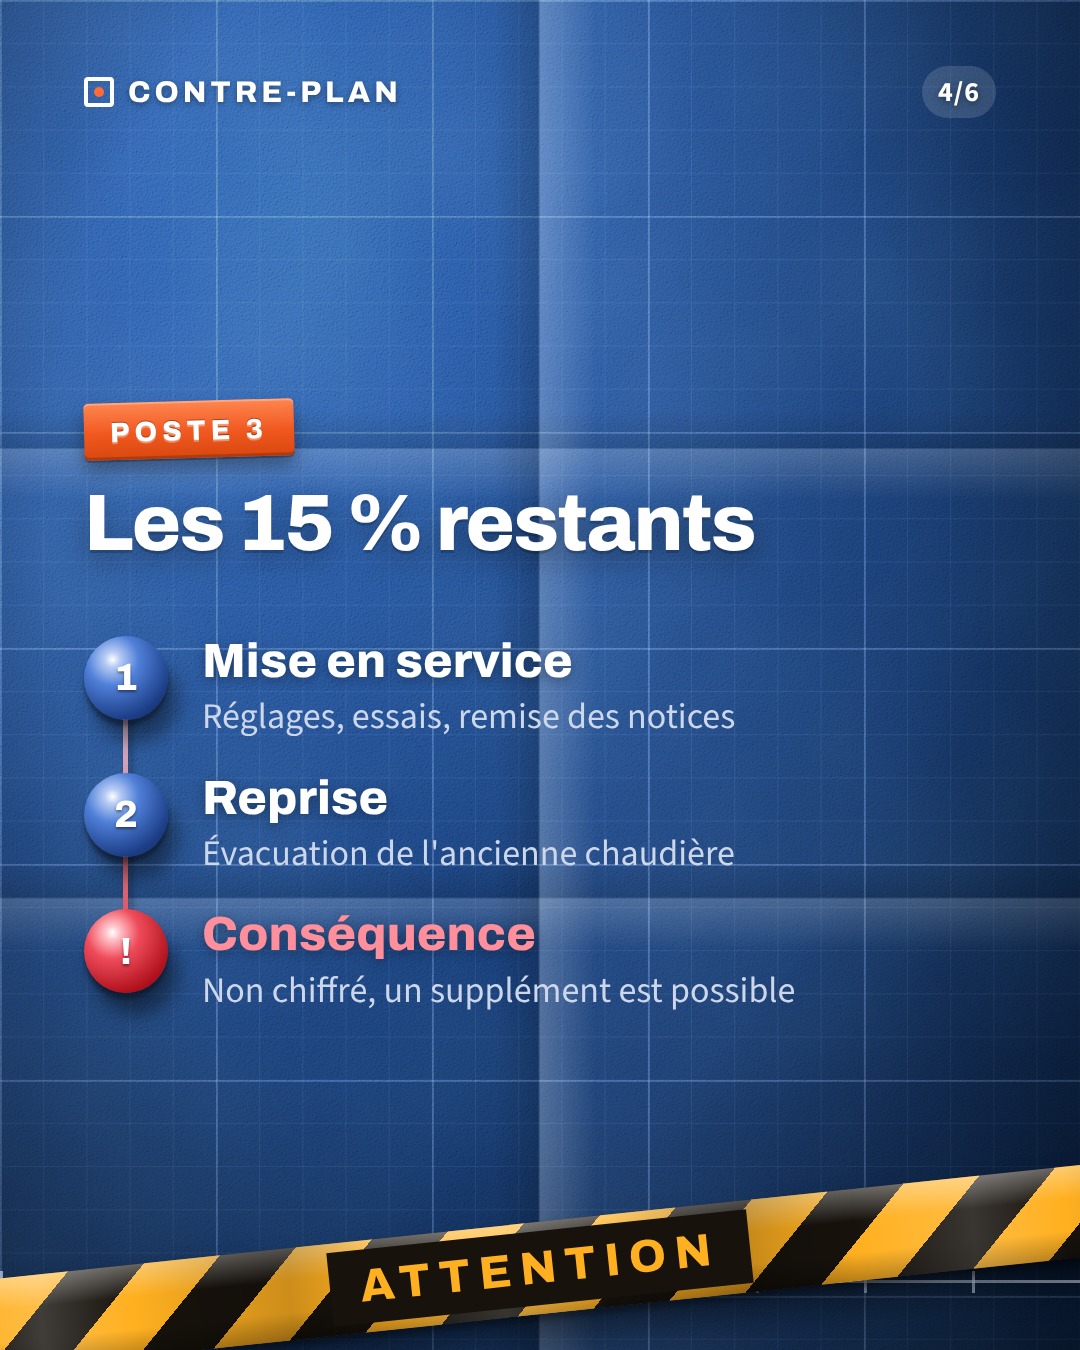 CONTRE-PLAN
4/6
POSTE 3
Les 15 % restants
1
Mise en service
Réglages, essais, remise des notices
2
Reprise
Évacuation de l'ancienne chaudière
!
Conséquence
Non chiffré, un supplément est possible
ATTENTION